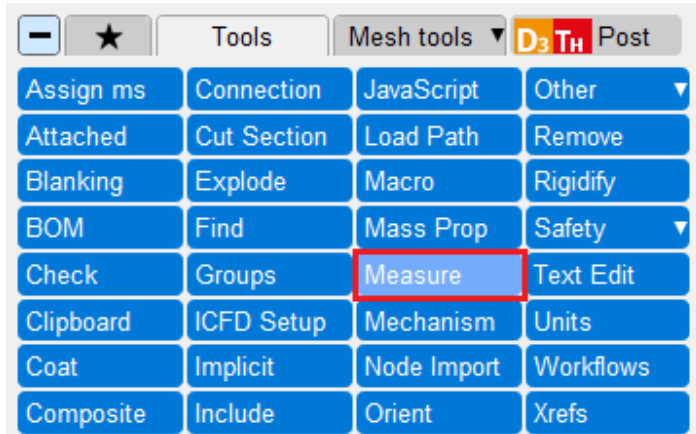 Tools Mesh tools D3 TH Post
Assign ms Connection JavaScript Other
Attached Cut Section Load Path Remove
Blanking Explode Macro Rigidify
BOM Find Mass Prop Safety
Check Groups Measure Text Edit
Clipboard ICFD Setup Mechanism Units
Coat Implicit Node Import Workflows
Composite Include Orient Xrefs